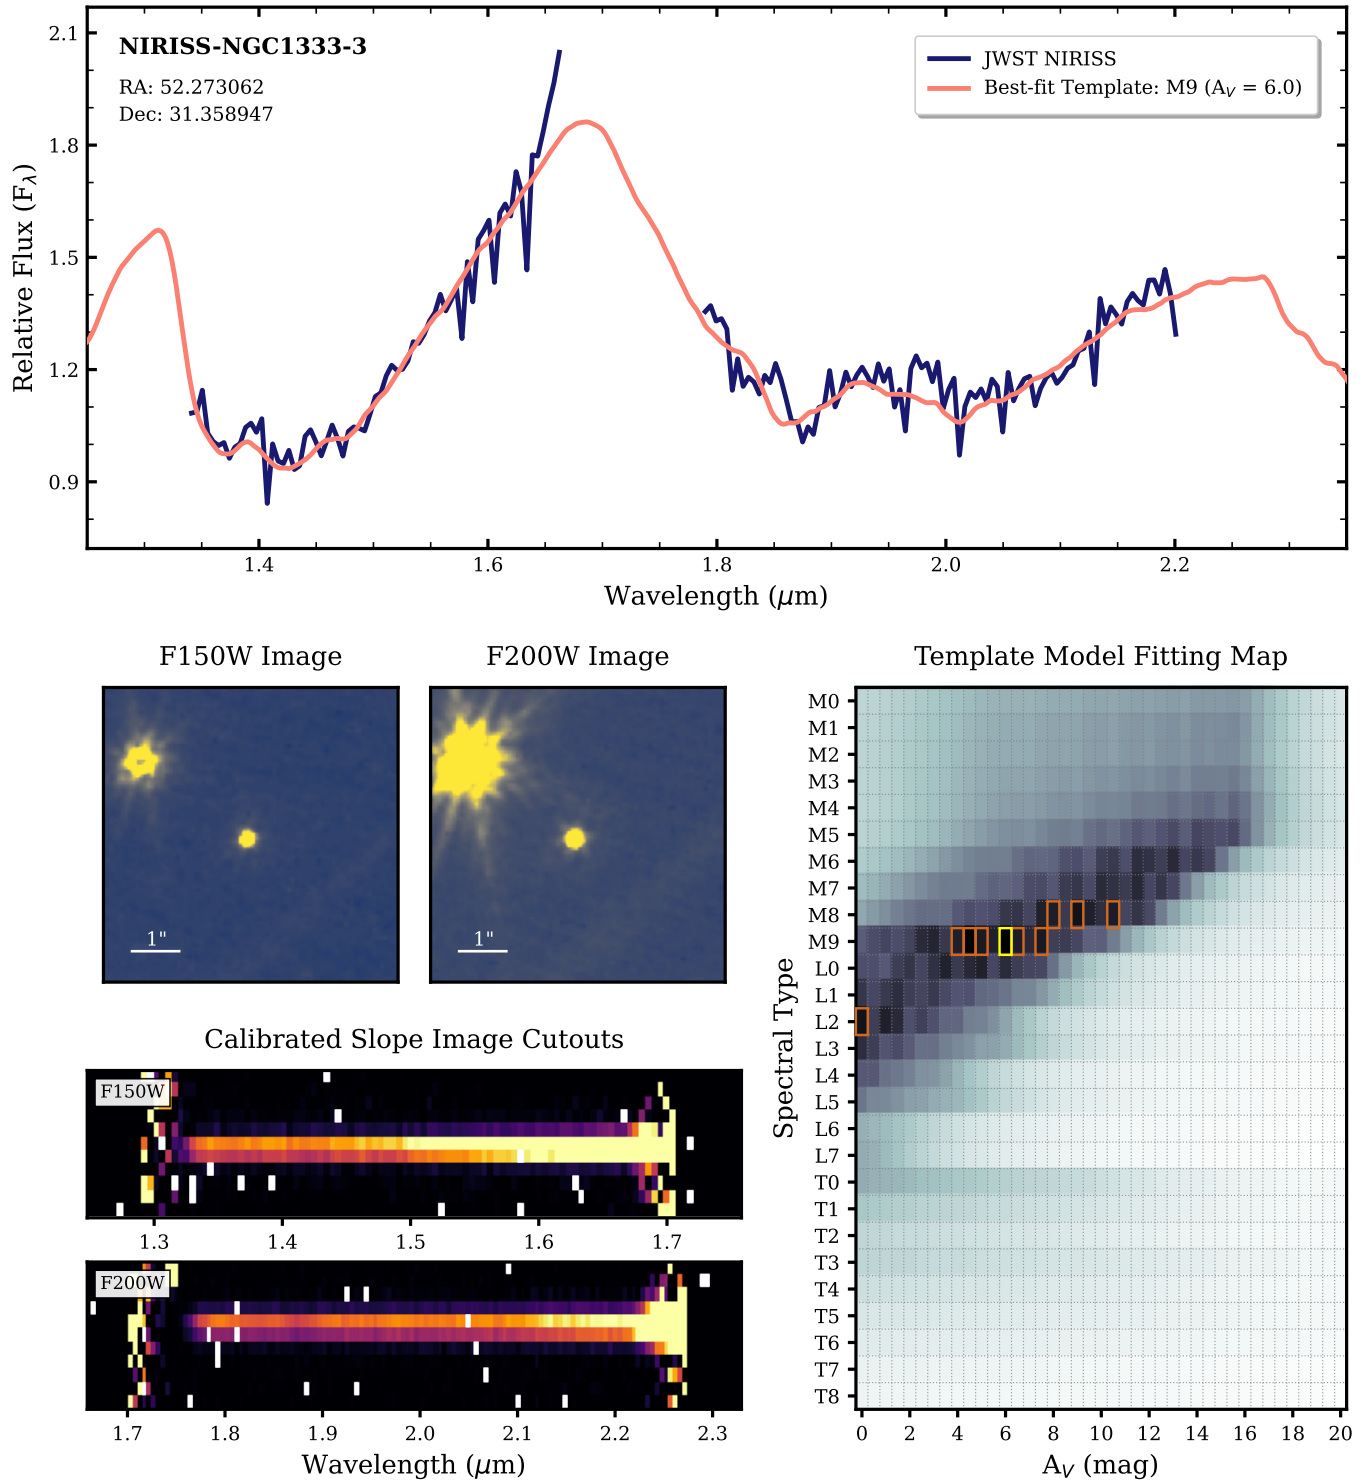 NIRISS-NGC1333-3
RA: 52.273062
Dec: 31.358947
JWST NIRISS
Best-fit Template: M9 (A_V = 6.0)
Relative Flux (F_λ)
2.1
1.8
1.5
1.2
0.9
1.4 1.6 1.8 2.0 2.2
Wavelength (μm)
F150W Image
F200W Image
1"
1"
Calibrated Slope Image Cutouts
F150W
1.3 1.4 1.5 1.6 1.7
F200W
1.7 1.8 1.9 2.0 2.1 2.2 2.3
Wavelength (μm)
Template Model Fitting Map
Spectral Type
M0
M1
M2
M3
M4
M5
M6
M7
M8
M9
L0
L1
L2
L3
L4
L5
L6
L7
T0
T1
T2
T3
T4
T5
T6
T7
T8
0 2 4 6 8 10 12 14 16 18 20
A_V (mag)